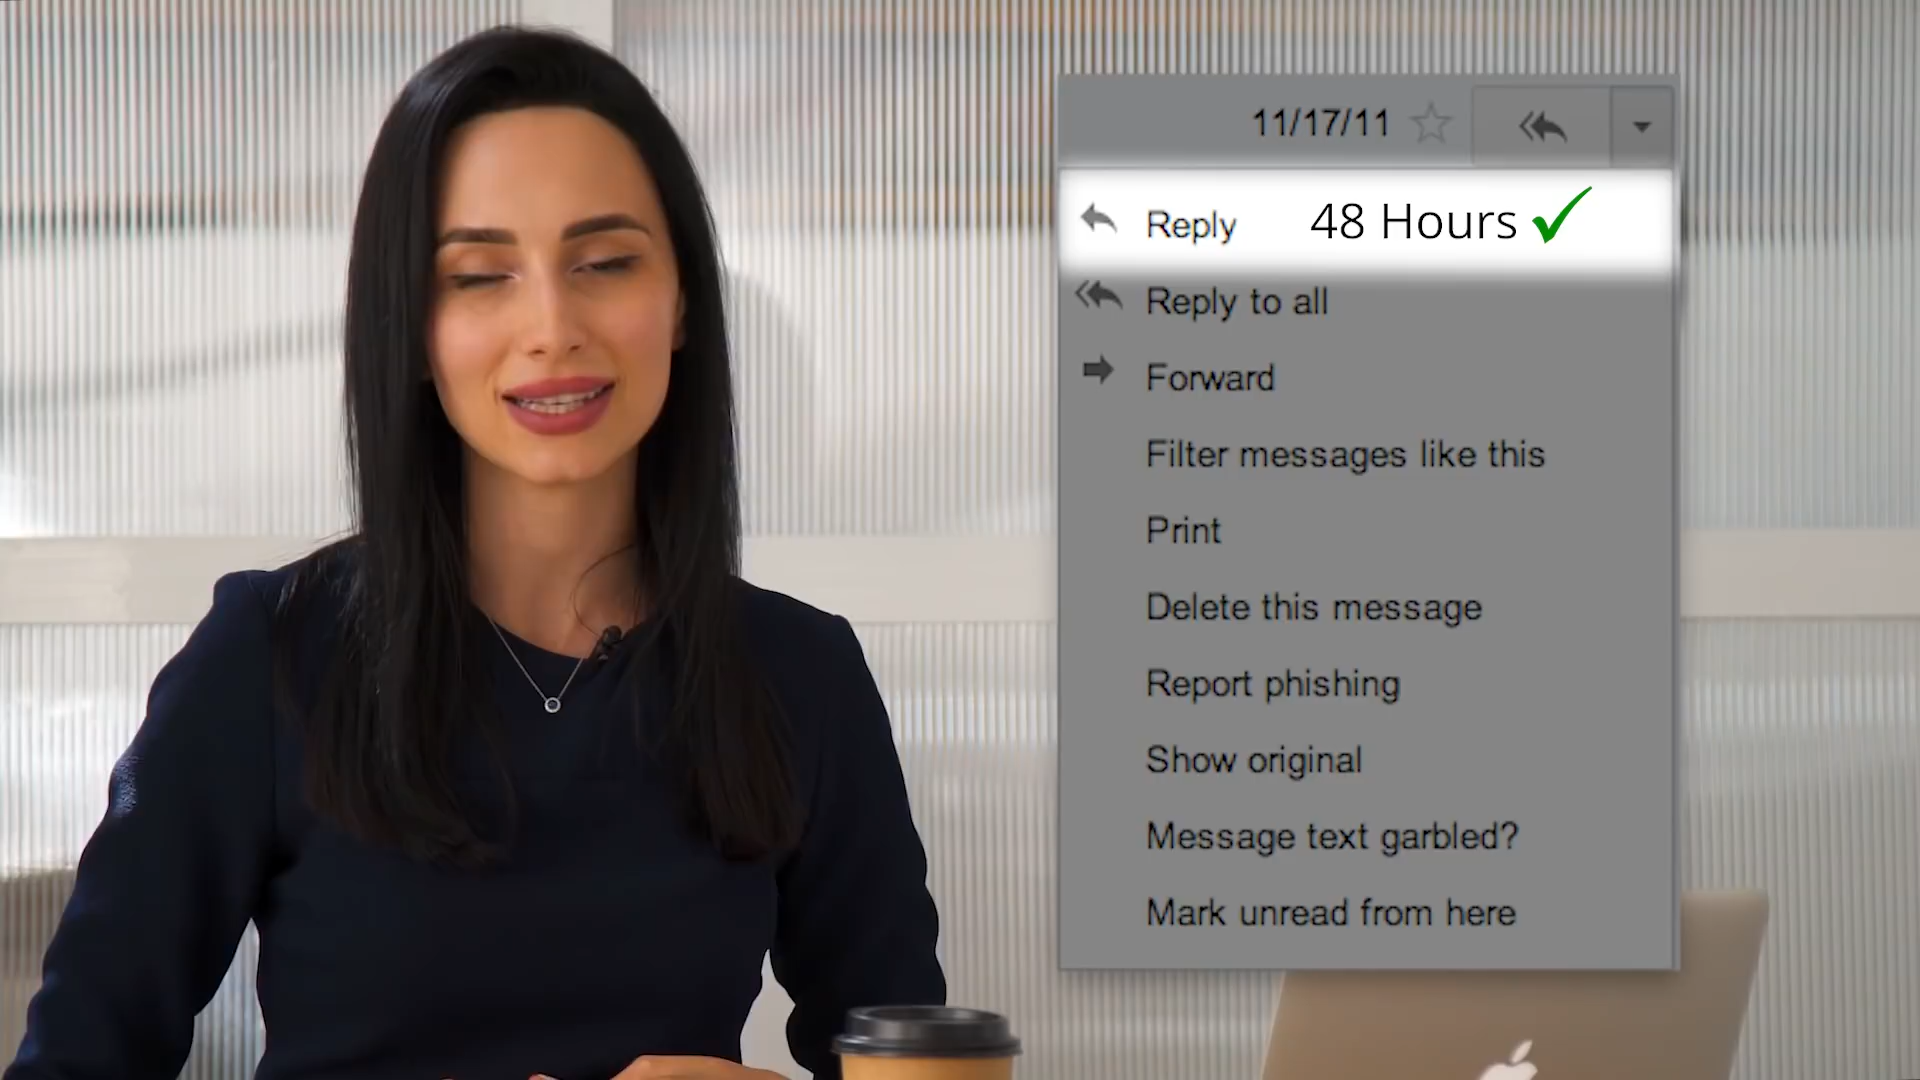 11/17/11
Reply 48 Hours
Reply to all
Forward
Filter messages like this
Print
Delete this message
Report phishing
Show original
Message text garbled?
Mark unread from here